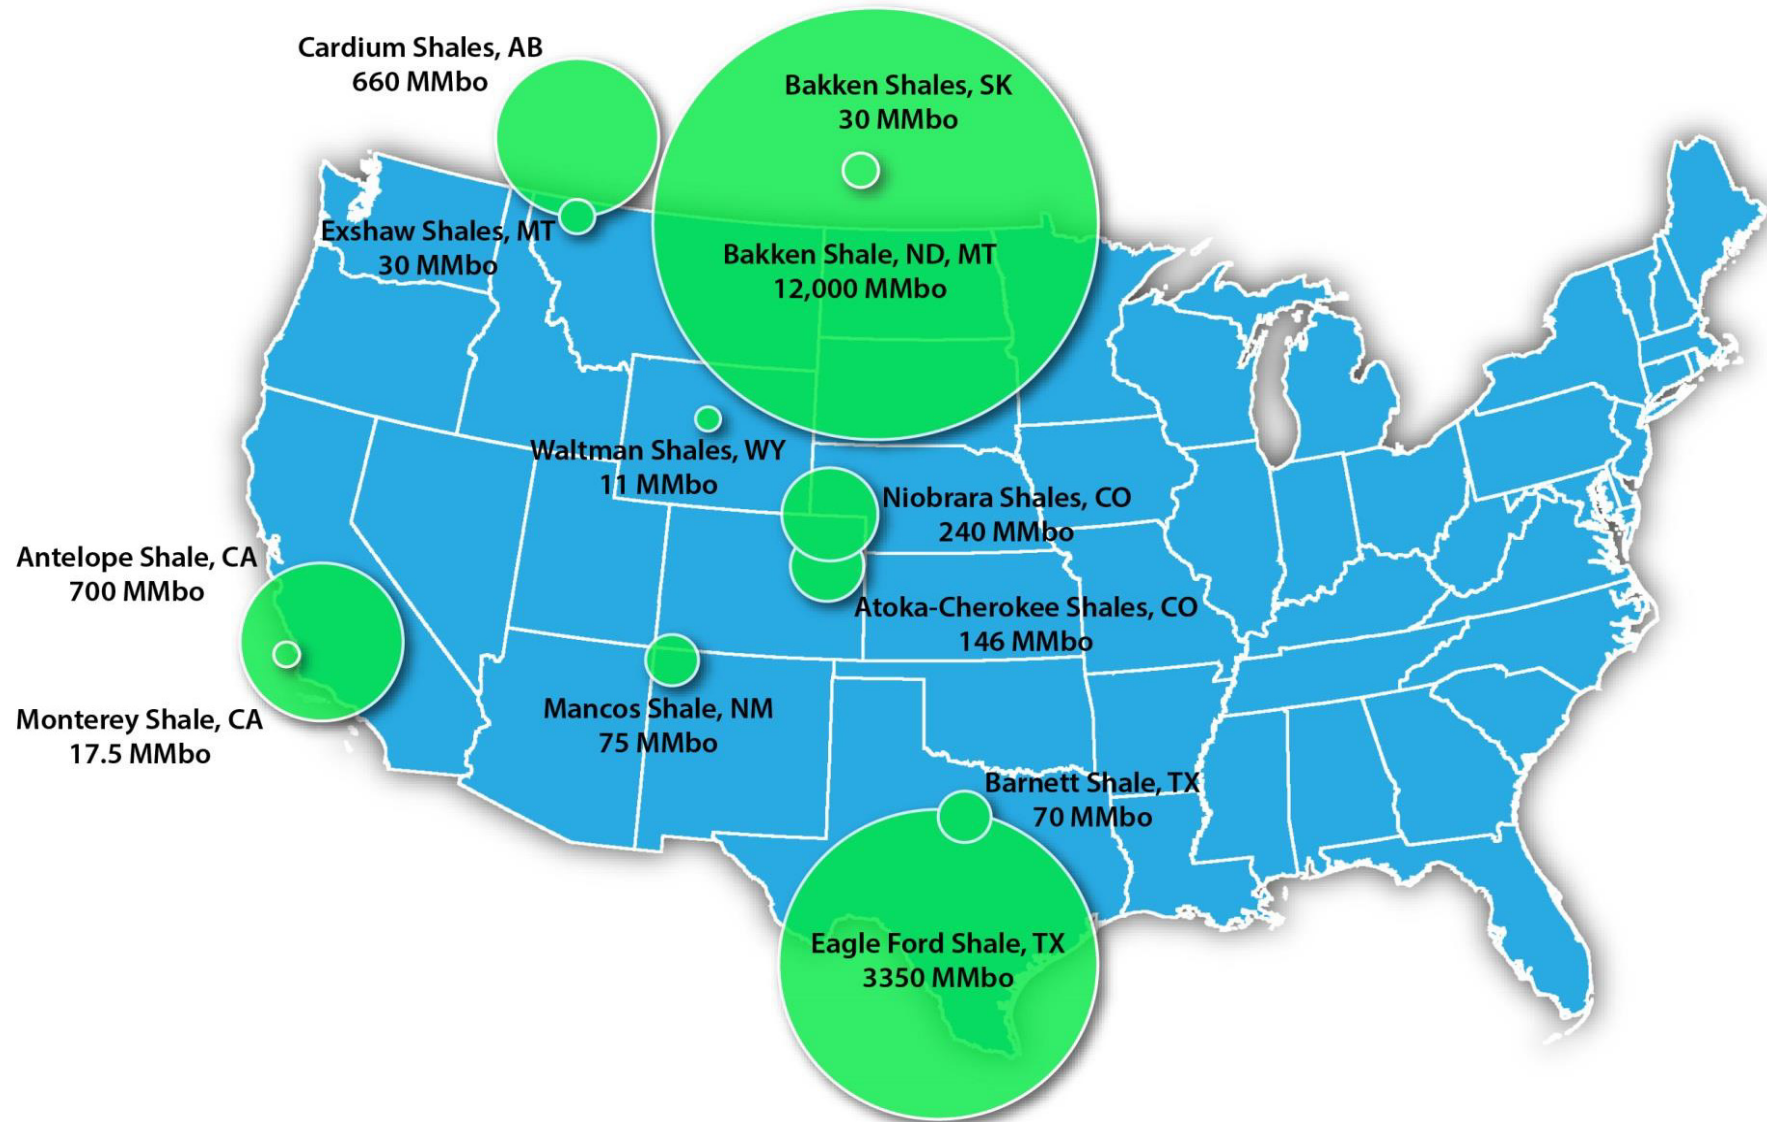 Cardium Shales, AB
660 MMbo
Bakken Shales, SK
30 MMbo
Exshaw Shales, MT
30 MMbo
Bakken Shale, ND, MT
12,000 MMbo
Waltman Shales, WY
11 MMbo
Niobrara Shales, CO
240 MMbo
Antelope Shale, CA
700 MMbo
Atoka-Cherokee Shales, CO
146 MMbo
Monterey Shale, CA
17.5 MMbo
Mancos Shale, NM
75 MMbo
Barnett Shale, TX
70 MMbo
Eagle Ford Shale, TX
3350 MMbo